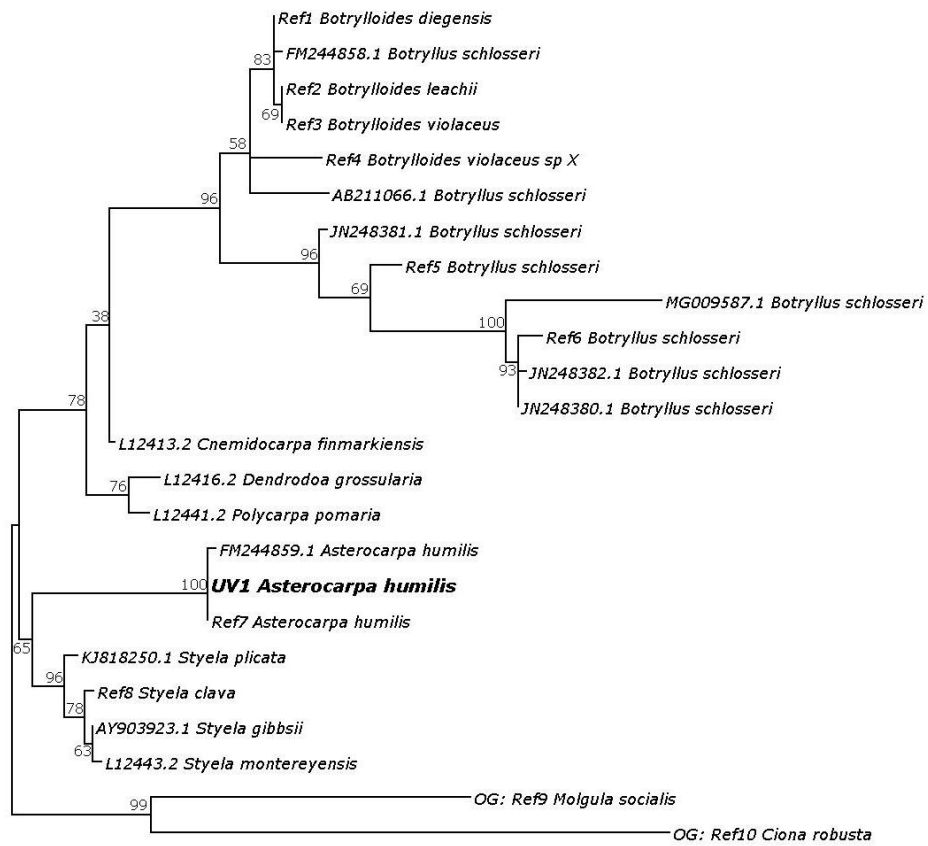 Ref1 Botrylloides diegensis
83
FM244858.1 Botryllus schlosseri
Ref2 Botrylloides leachii
69
Ref3 Botrylloides violaceus
58
Ref4 Botrylloides violaceus sp X
96
AB211066.1 Botryllus schlosseri
JN248381.1 Botryllus schlosseri
96
Ref5 Botryllus schlosseri
69
MG009587.1 Botryllus schlosseri
100
Ref6 Botryllus schlosseri
38
93
JN248382.1 Botryllus schlosseri
78
JN248380.1 Botryllus schlosseri
L12413.2 Cnemidocarpa finmarkiensis
L12416.2 Dendrodoa grossularia
76
L12441.2 Polycarpa pomaria
FM244859.1 Asterocarpa humilis
100
UV1 Asterocarpa humilis
Ref7 Asterocarpa humilis
65
KJ818250.1 Styela plicata
96
Ref8 Styela clava
78
AY903923.1 Styela gibbsii
63
L12443.2 Styela montereyensis
99
OG: Ref9 Molgula socialis
OG: Ref10 Ciona robusta